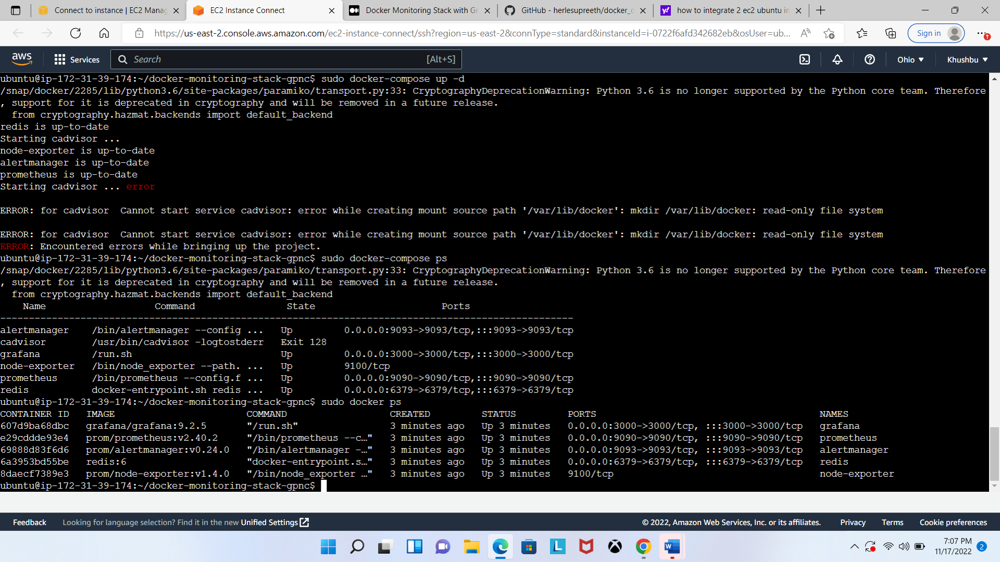 Connect to instance | EC2 Manag
EC2 Instance Connect
Docker Monitoring Stack with Gr
GitHub - herlesupreeth/docker_o
how to integrate 2 ec2 ubuntu in
https://us-east-2.console.aws.amazon.com/ec2-instance-connect/ssh?region=us-east-2&connType=standard&instanceId=i-0722f6afd342682eb&osUser=ub...
Sign in
aws
Services
Search
[Alt+S]
Ohio
Khushbu
ubuntu@ip-172-31-39-174:~/docker-monitoring-stack-gpnc$ sudo docker-compose up -d
/snap/docker/2285/lib/python3.6/site-packages/paramiko/transport.py:33: CryptographyDeprecationWarning: Python 3.6 is no longer supported by the Python core team. Therefore
, support for it is deprecated in cryptography and will be removed in a future release.
  from cryptography.hazmat.backends import default_backend
redis is up-to-date
Starting cadvisor ...
node-exporter is up-to-date
alertmanager is up-to-date
prometheus is up-to-date
Starting cadvisor ... error
ERROR: for cadvisor  Cannot start service cadvisor: error while creating mount source path '/var/lib/docker': mkdir /var/lib/docker: read-only file system
ERROR: for cadvisor  Cannot start service cadvisor: error while creating mount source path '/var/lib/docker': mkdir /var/lib/docker: read-only file system
ERROR: Encountered errors while bringing up the project.
ubuntu@ip-172-31-39-174:~/docker-monitoring-stack-gpnc$ sudo docker-compose ps
/snap/docker/2285/lib/python3.6/site-packages/paramiko/transport.py:33: CryptographyDeprecationWarning: Python 3.6 is no longer supported by the Python core team. Therefore
, support for it is deprecated in cryptography and will be removed in a future release.
  from cryptography.hazmat.backends import default_backend
    Name                   Command                State                      Ports
----------------------------------------------------------------------------------------------------
alertmanager    /bin/alertmanager --config ...   Up         0.0.0.0:9093->9093/tcp,:::9093->9093/tcp
cadvisor        /usr/bin/cadvisor -logtostderr   Exit 128
grafana         /run.sh                          Up         0.0.0.0:3000->3000/tcp,:::3000->3000/tcp
node-exporter   /bin/node_exporter --path. ...   Up         9100/tcp
prometheus      /bin/prometheus --config.f ...   Up         0.0.0.0:9090->9090/tcp,:::9090->9090/tcp
redis           docker-entrypoint.sh redis ...   Up         0.0.0.0:6379->6379/tcp,:::6379->6379/tcp
ubuntu@ip-172-31-39-174:~/docker-monitoring-stack-gpnc$ sudo docker ps
CONTAINER ID   IMAGE                       COMMAND                  CREATED         STATUS         PORTS                                       NAMES
607d9ba68dbc   grafana/grafana:9.2.5       "/run.sh"                3 minutes ago   Up 3 minutes   0.0.0.0:3000->3000/tcp, :::3000->3000/tcp   grafana
e29cddde93e4   prom/prometheus:v2.40.2     "/bin/prometheus --c…"   3 minutes ago   Up 3 minutes   0.0.0.0:9090->9090/tcp, :::9090->9090/tcp   prometheus
69888d83f6d6   prom/alertmanager:v0.24.0   "/bin/alertmanager -…"   3 minutes ago   Up 3 minutes   0.0.0.0:9093->9093/tcp, :::9093->9093/tcp   alertmanager
6a3953bd55be   redis:6                     "docker-entrypoint.s…"   3 minutes ago   Up 3 minutes   0.0.0.0:6379->6379/tcp, :::6379->6379/tcp   redis
8daecf7389e3   prom/node-exporter:v1.4.0   "/bin/node_exporter …"   3 minutes ago   Up 3 minutes   9100/tcp                                    node-exporter
ubuntu@ip-172-31-39-174:~/docker-monitoring-stack-gpnc$
Feedback
Looking for language selection? Find it in the new Unified Settings
© 2022, Amazon Web Services, Inc. or its affiliates.
Privacy
Terms
Cookie preferences
7:07 PM
11/17/2022
2